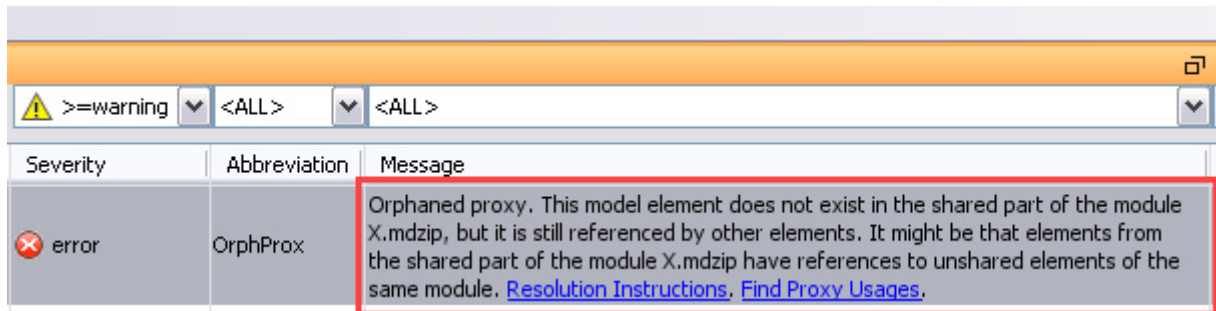 >=warning <ALL> <ALL>
Severity Abbreviation Message
Orphaned proxy. This model element does not exist in the shared part of the module
X.mdzip, but it is still referenced by other elements. It might be that elements from
error OrphProx the shared part of the module X.mdzip have references to unshared elements of the
same module. Resolution Instructions. Find Proxy Usages.